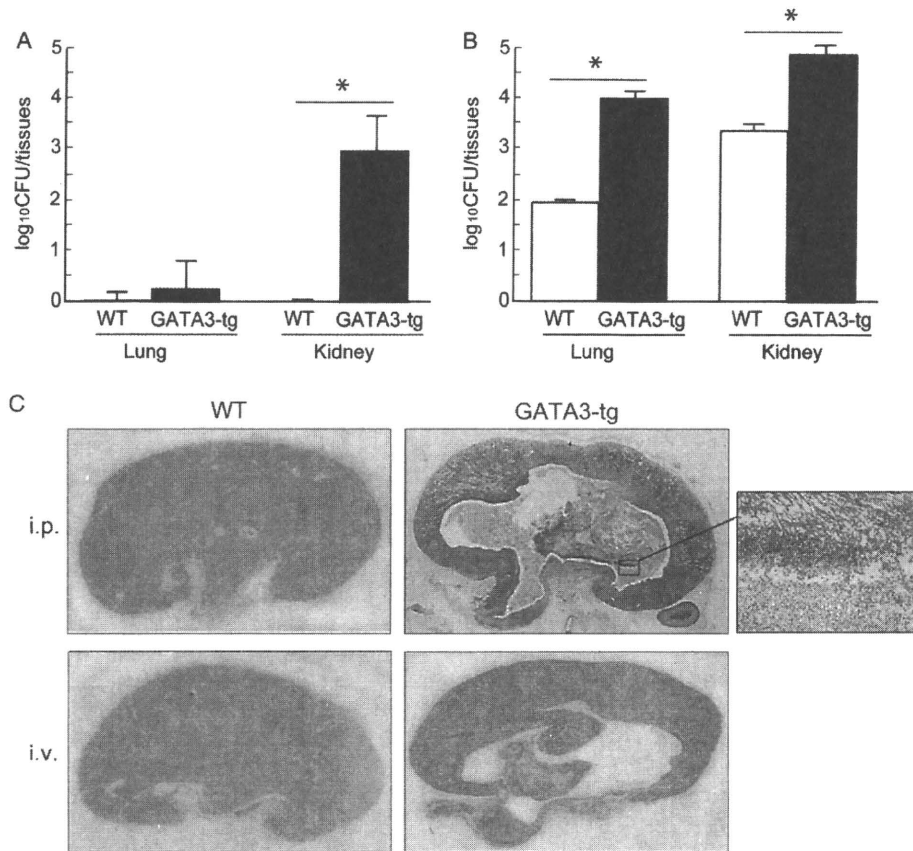 A
log10CFU/tissues
5
4
3
2
1
0
*
WT GATA3-tg WT GATA3-tg
Lung Kidney
B
log10CFU/tissues
5
4
3
2
1
0
*
*
WT GATA3-tg WT GATA3-tg
Lung Kidney
C
WT GATA3-tg
i.p.
i.v.